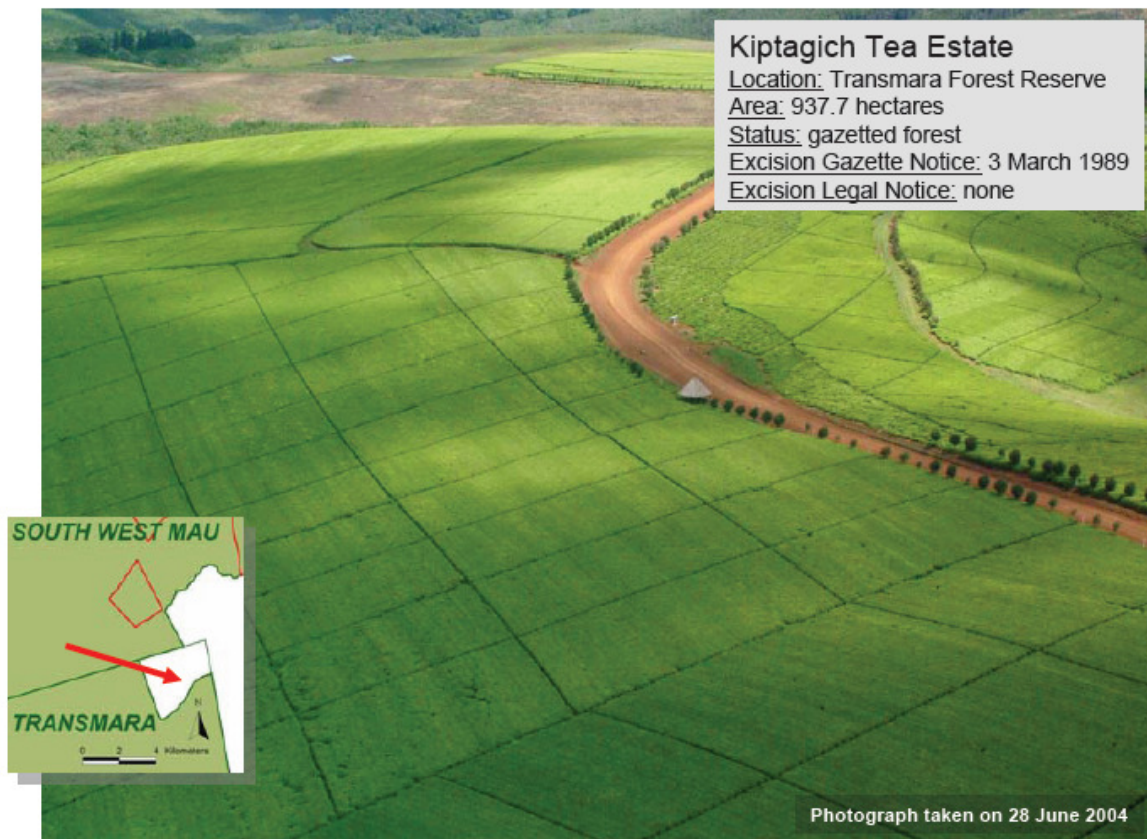 Kiptagich Tea Estate
Location: Transmara Forest Reserve
Area: 937.7 hectares
Status: gazetted forest
Excision Gazette Notice: 3 March 1989
Excision Legal Notice: none
SOUTH WEST MAU
N
TRANSMARA
0 2 4 Kilometers
Photograph taken on 28 June 2004